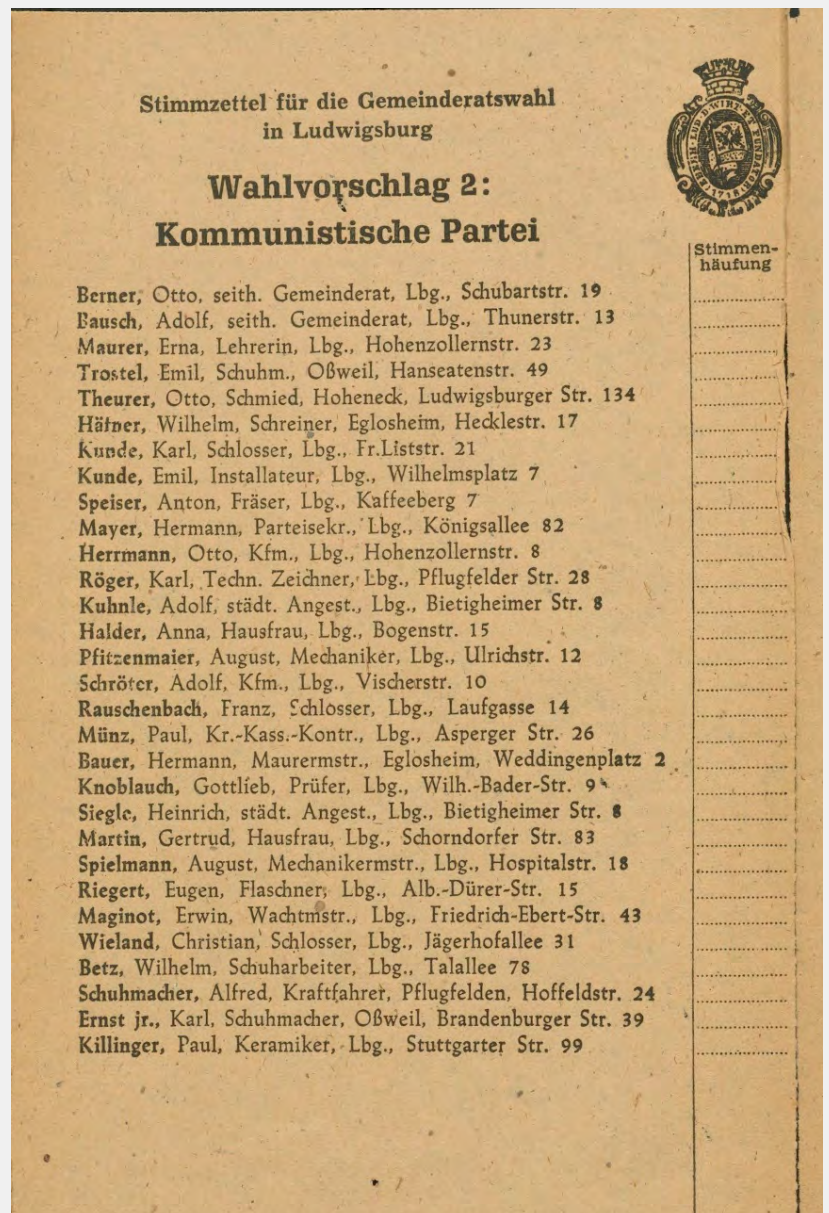 Stimmzettel für die Gemeinderatswahl
in Ludwigsburg
Wahlvorschlag 2:
Kommunistische Partei
Stimmen-
häufung
Berner, Otto, seith. Gemeinderat, Lbg., Schubartstr. 19
Bausch, Adolf, seith. Gemeinderat, Lbg., Thunerstr. 13
Maurer, Erna, Lehrerin, Lbg., Hohenzollernstr. 23
Trostel, Emil, Schuhm., Oßweil, Hanseatenstr. 49
Theurer, Otto, Schmied, Hoheneck, Ludwigsburger Str. 134
Häfner, Wilhelm, Schreiner, Eglosheim, Hecklestr. 17
Kunde, Karl, Schlosser, Lbg., Fr.Liststr. 21
Kunde, Emil, Installateur, Lbg., Wilhelmsplatz 7
Speiser, Anton, Fräser, Lbg., Kaffeeberg 7
Mayer, Hermann, Parteisekr., Lbg., Königsallee 82
Herrmann, Otto, Kfm., Lbg., Hohenzollernstr. 8
Röger, Karl, Techn. Zeichner, Lbg., Pflugfelder Str. 28
Kuhnle, Adolf, städt. Angest., Lbg., Bietigheimer Str. 8
Halder, Anna, Hausfrau, Lbg., Bogenstr. 15
Pfitzenmaier, August, Mechaniker, Lbg., Ulrichstr. 12
Schröter, Adolf, Kfm., Lbg., Vischerstr. 10
Rauschenbach, Franz, Schlosser, Lbg., Laufgasse 14
Münz, Paul, Kr.-Kass.-Kontr., Lbg., Asperger Str. 26
Bauer, Hermann, Maurermstr., Eglosheim, Weddingenplatz 2
Knoblauch, Gottlieb, Prüfer, Lbg., Wilh.-Bader-Str. 9
Siegle, Heinrich, städt. Angest., Lbg., Bietigheimer Str. 8
Martin, Gertrud, Hausfrau, Lbg., Schorndorfer Str. 83
Spielmann, August, Mechanikermstr., Lbg., Hospitalstr. 18
Riegert, Eugen, Flaschner, Lbg., Alb.-Dürer-Str. 15
Maginot, Erwin, Wachtmstr., Lbg., Friedrich-Ebert-Str. 43
Wieland, Christian, Schlosser, Lbg., Jägerhofallee 31
Betz, Wilhelm, Schuharbeiter, Lbg., Talallee 78
Schuhmacher, Alfred, Kraftfahrer, Pflugfelden, Hoffeldstr. 24
Ernst jr., Karl, Schuhmacher, Oßweil, Brandenburger Str. 39
Killinger, Paul, Keramiker, Lbg., Stuttgarter Str. 99